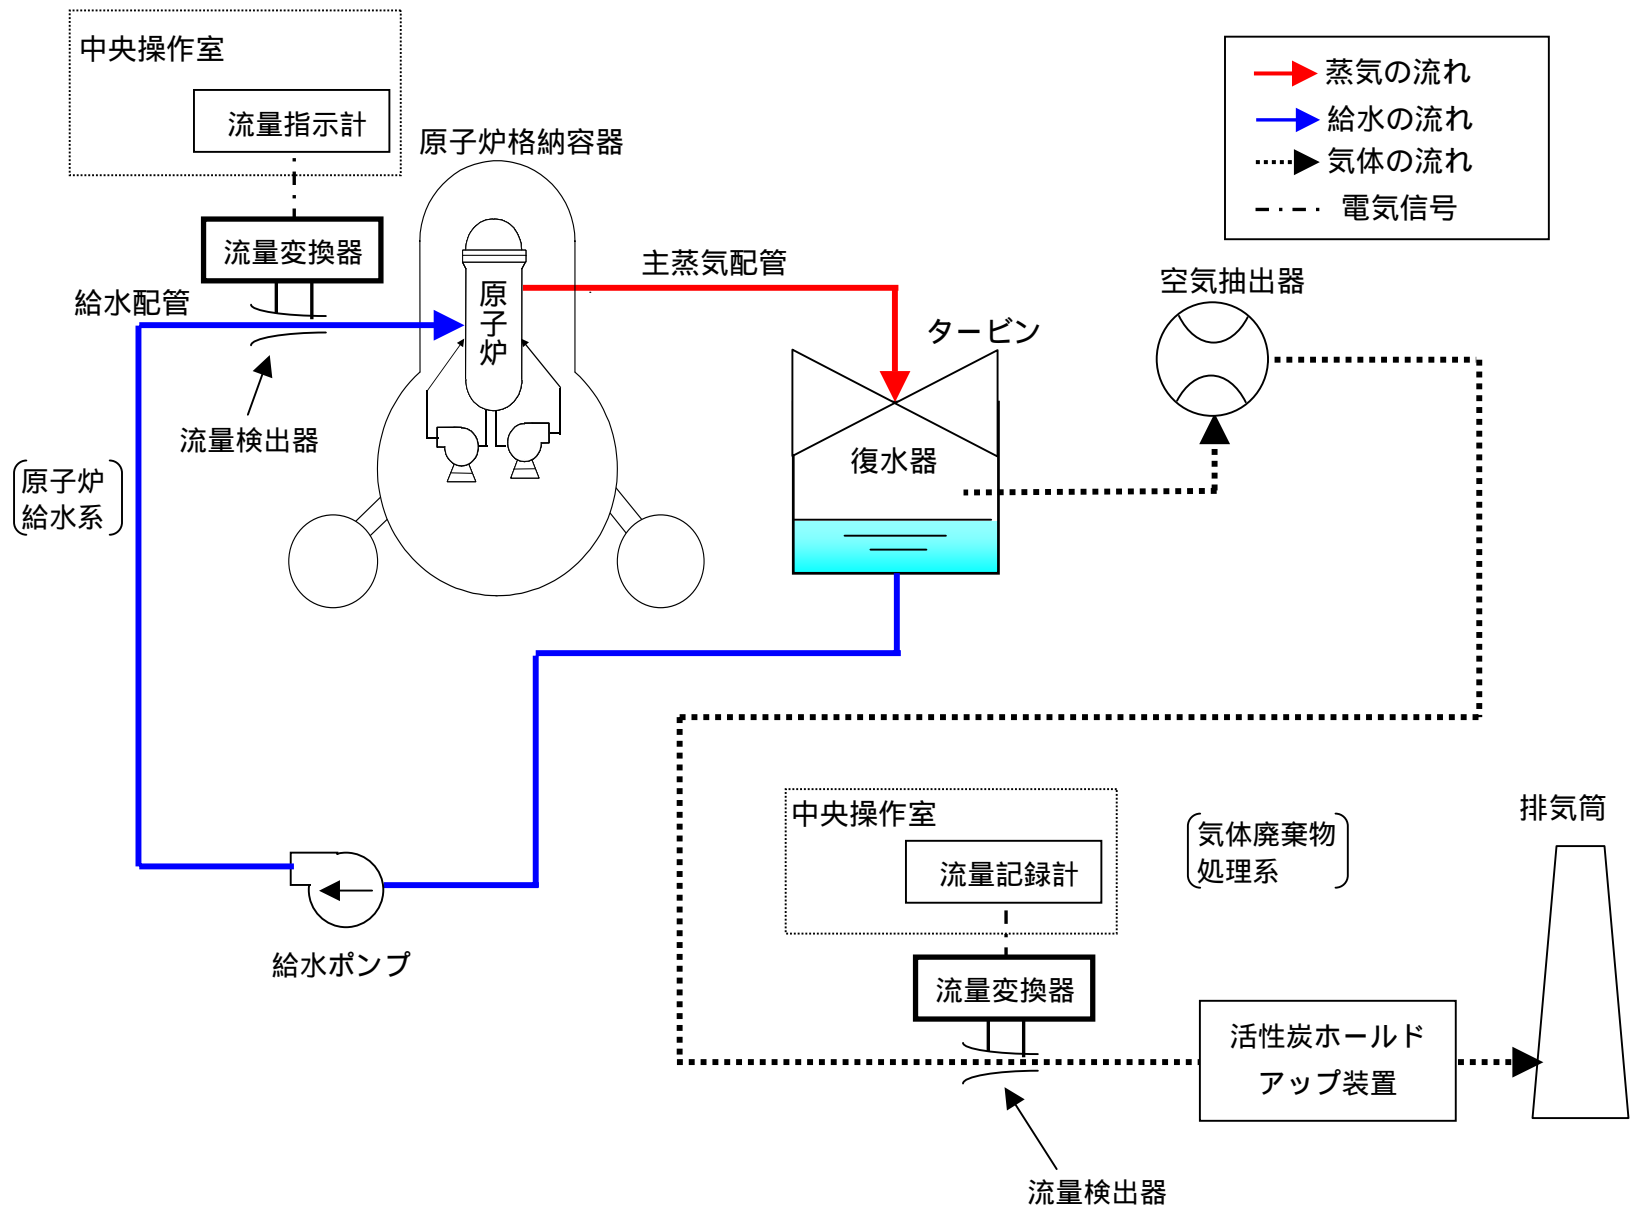 中央操作室
流量指示計
原子炉格納容器
蒸気の流れ
給水の流れ
気体の流れ
電気信号
流量変換器
給水配管
主蒸気配管
空気抽出器
原子炉
タービン
流量検出器
復水器
原子炉
給水系
中央操作室
流量記録計
気体廃棄物
処理系
排気筒
給水ポンプ
流量変換器
活性炭ホールド
アップ装置
流量検出器